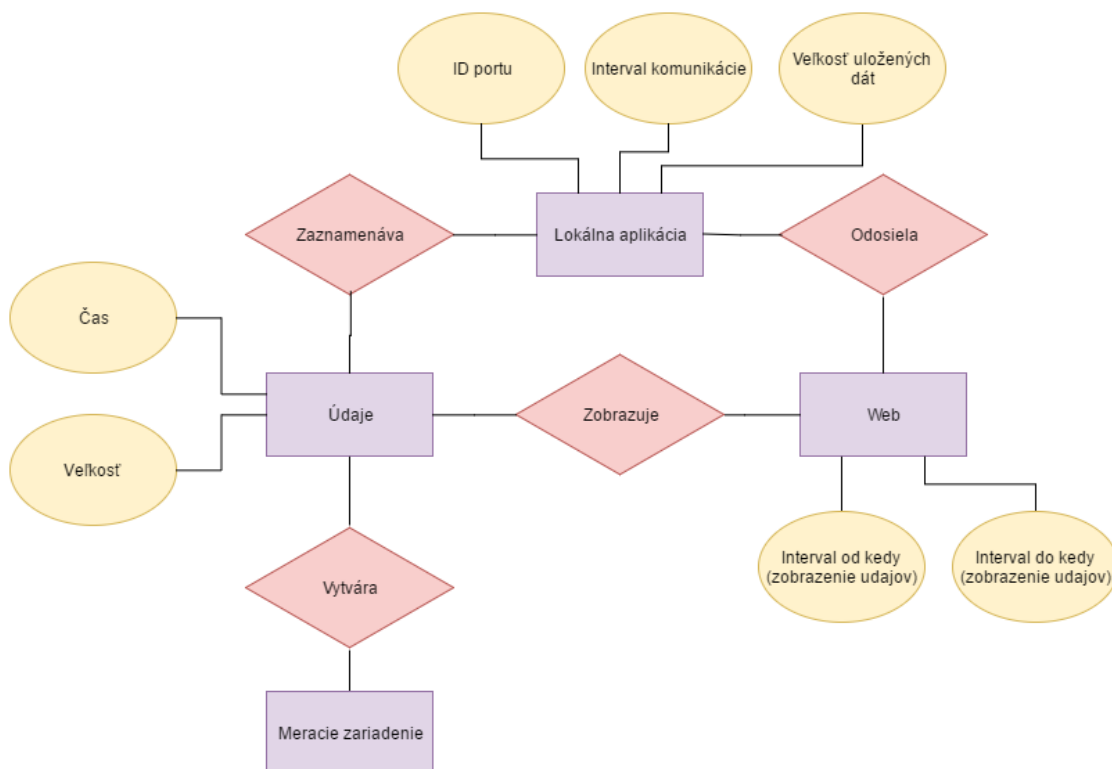 ID portu
Interval komunikácie
Veľkosť uložených
dát
Zaznamenáva
Lokálna aplikácia
Odosiela
Čas
Údaje
Zobrazuje
Web
Veľkosť
Vytvára
Interval od kedy
(zobrazenie udajov)
Interval do kedy
(zobrazenie udajov)
Meracie zariadenie